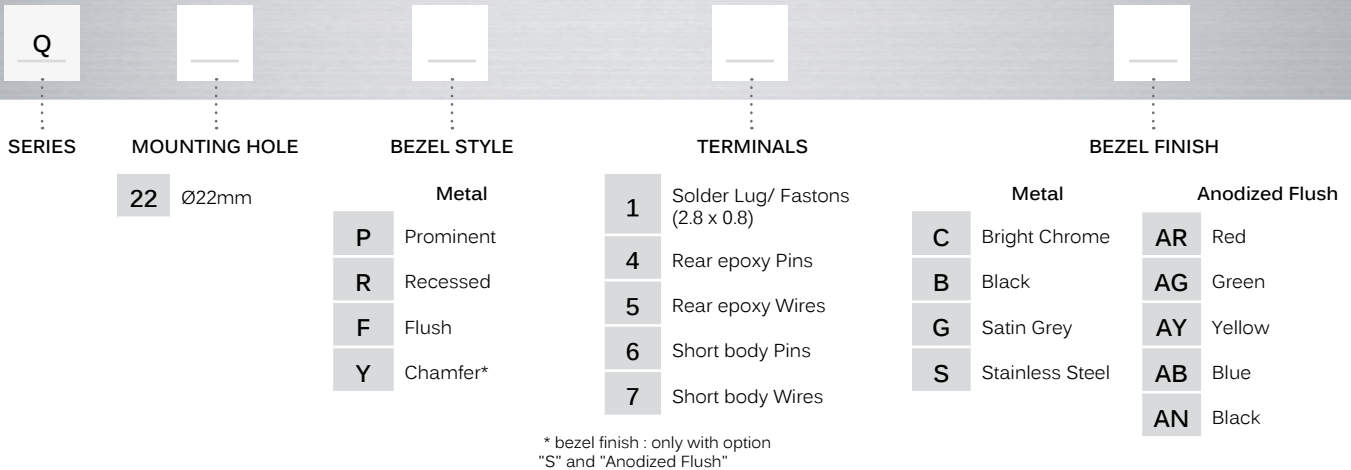 Q
SERIES
MOUNTING HOLE
22 Ø22mm
BEZEL STYLE
Metal
P Prominent
R Recessed
F Flush
Y Chamfer*
TERMINALS
1 Solder Lug/ Fastons
(2.8 x 0.8)
4 Rear epoxy Pins
5 Rear epoxy Wires
6 Short body Pins
7 Short body Wires
* bezel finish : only with option
"S" and "Anodized Flush"
BEZEL FINISH
Metal
C Bright Chrome
B Black
G Satin Grey
S Stainless Steel
Anodized Flush
AR Red
AG Green
AY Yellow
AB Blue
AN Black